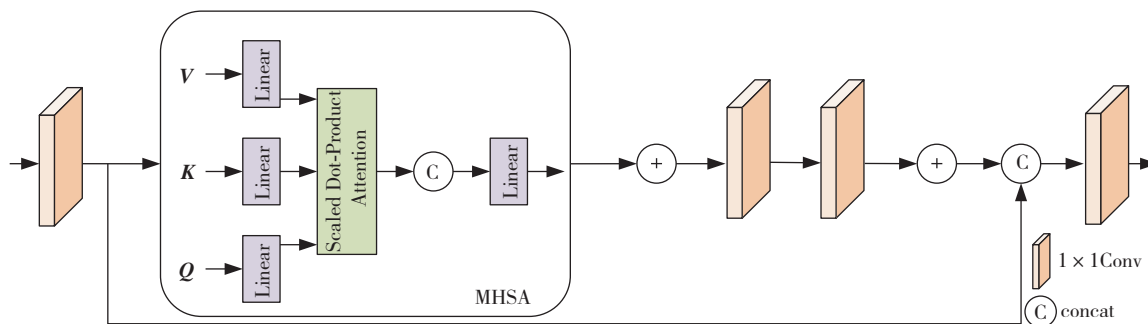 V
Linear
K
Linear
Q
Linear
Scaled Dot-Product
Attention
C
Linear
MHSA
+
+
C
1 × 1Conv
C concat